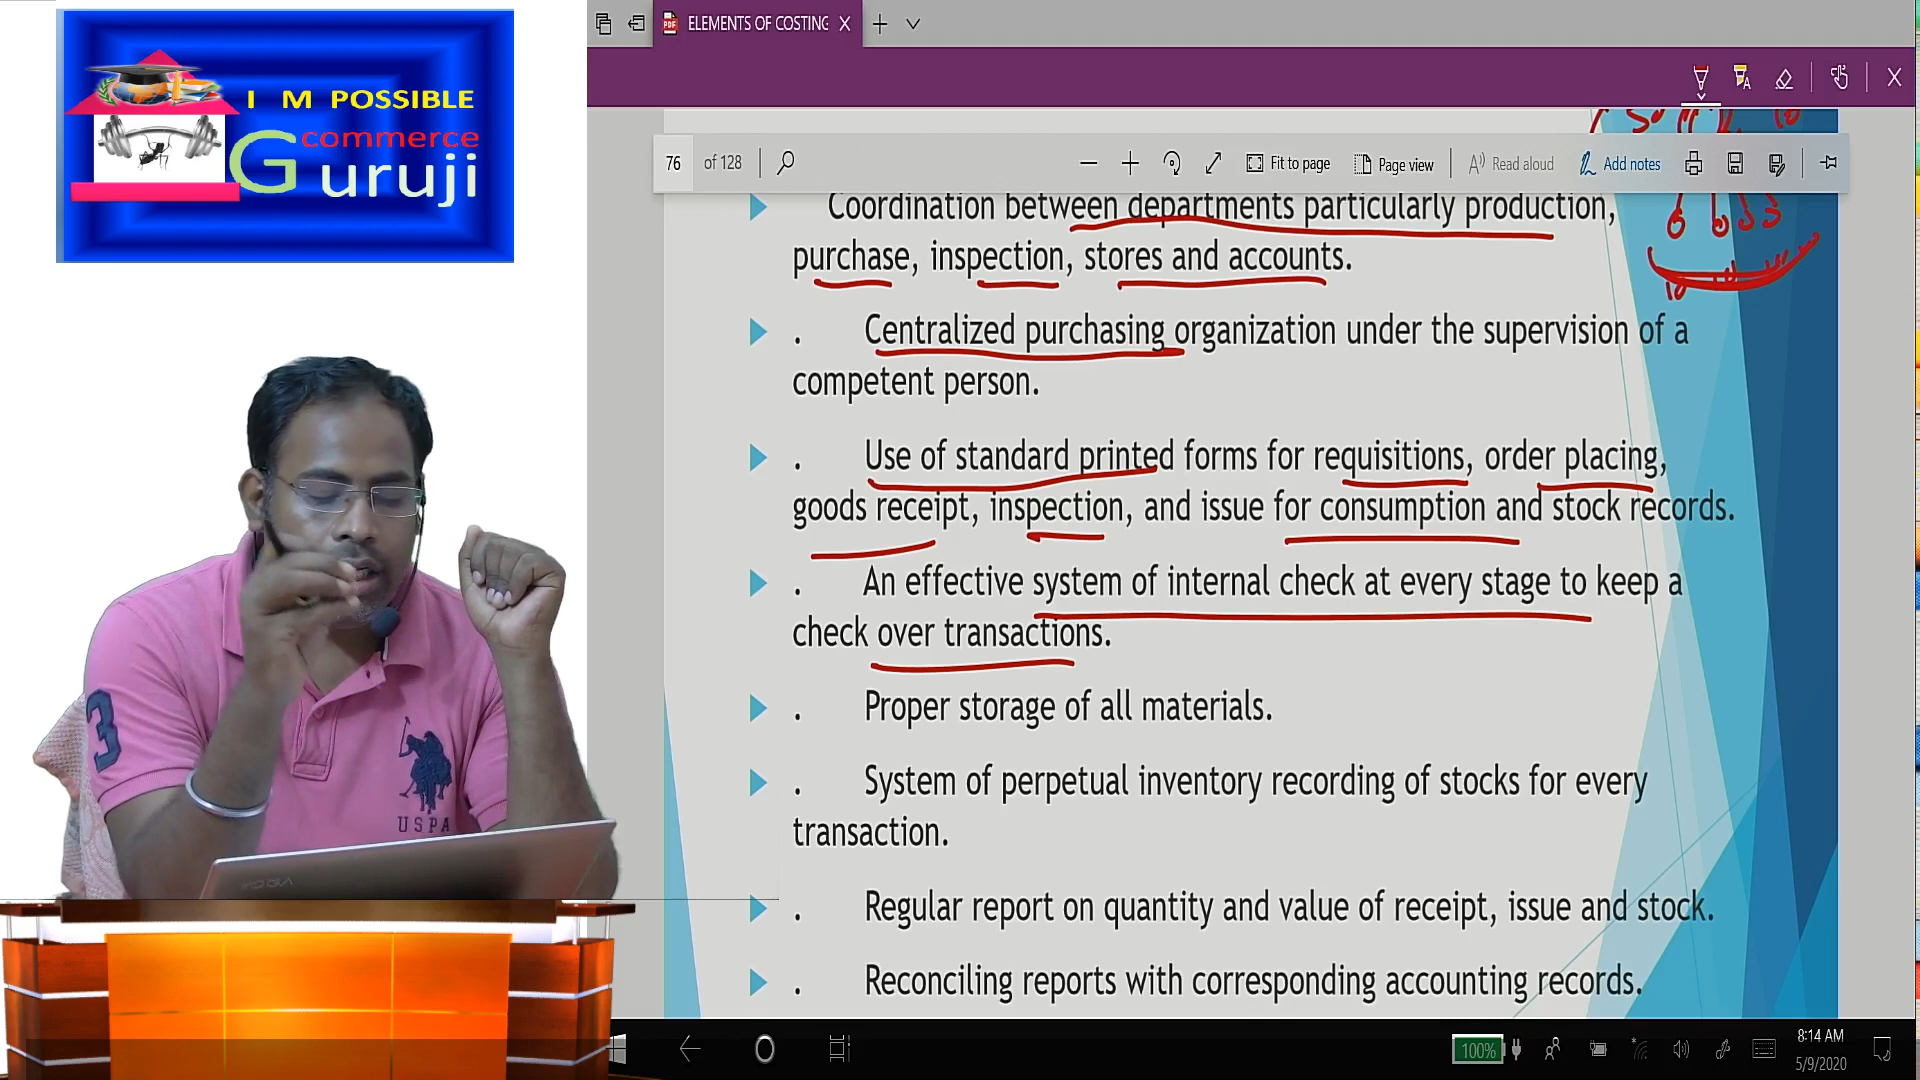 ELEMENTS OF COSTING
I M POSSIBLE
commerce
Guruji
76 of 128
Fit to page
Page view
Read aloud
Add notes
Coordination between departments particularly production,
purchase, inspection, stores and accounts.
. Centralized purchasing organization under the supervision of a
competent person.
. Use of standard printed forms for requisitions, order placing,
goods receipt, inspection, and issue for consumption and stock records.
. An effective system of internal check at every stage to keep a
check over transactions.
. Proper storage of all materials.
. System of perpetual inventory recording of stocks for every
transaction.
. Regular report on quantity and value of receipt, issue and stock.
. Reconciling reports with corresponding accounting records.
3
USPA
100%
8:14 AM
5/9/2020